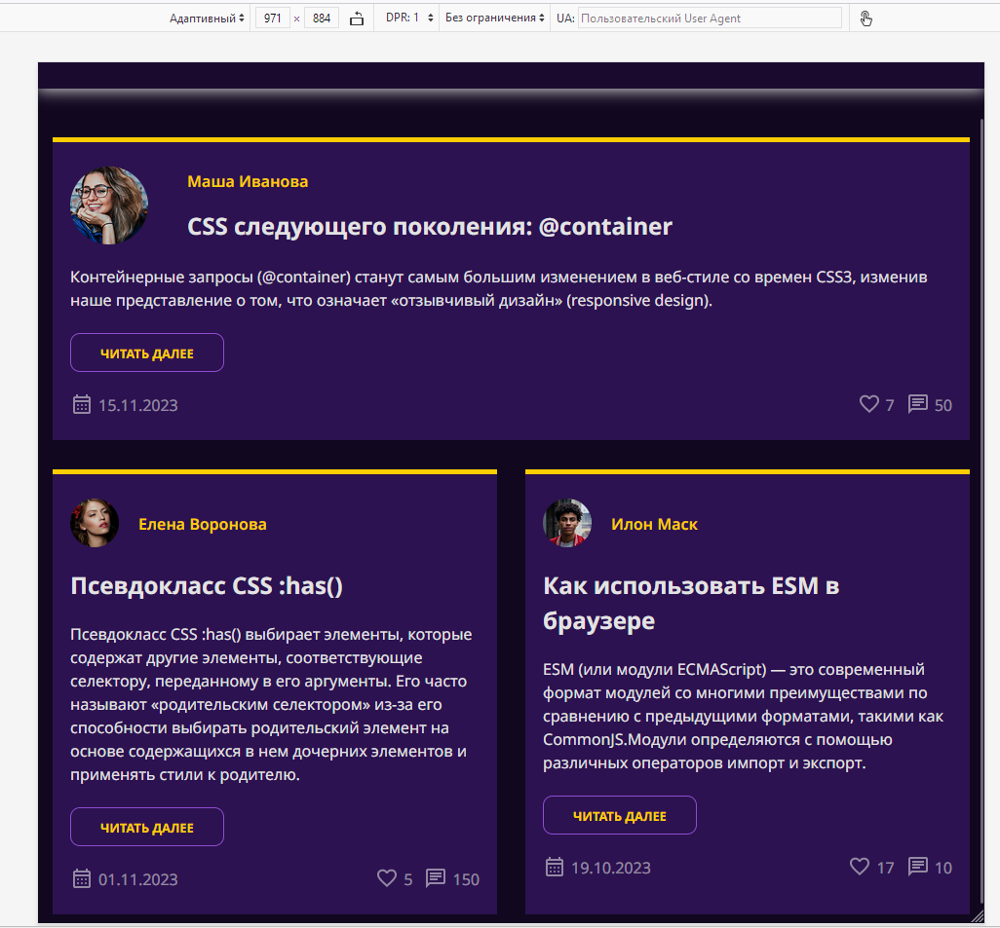 Адаптивный 971 × 884 DPR: 1 Без ограничения UA: Пользовательский User Agent
Маша Иванова
CSS следующего поколения: @container
Контейнерные запросы (@container) станут самым большим изменением в веб-стиле со времен CSS3, изменив
наше представление о том, что означает «отзывчивый дизайн» (responsive design).
ЧИТАТЬ ДАЛЕЕ
15.11.2023 7 50
Елена Воронова
Псевдокласс CSS :has()
Псевдокласс CSS :has() выбирает элементы, которые
содержат другие элементы, соответствующие
селектору, переданному в его аргументы. Его часто
называют «родительским селектором» из-за его
способности выбирать родительский элемент на
основе содержащихся в нем дочерних элементов и
применять стили к родителю.
ЧИТАТЬ ДАЛЕЕ
01.11.2023 5 150
Илон Маск
Как использовать ESM в
браузере
ESM (или модули ECMAScript) — это современный
формат модулей со многими преимуществами по
сравнению с предыдущими форматами, такими как
CommonJS.Модули определяются с помощью
различных операторов импорт и экспорт.
ЧИТАТЬ ДАЛЕЕ
19.10.2023 17 10